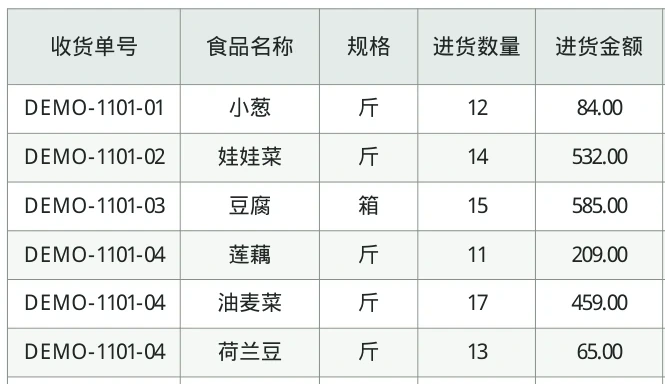 收货单号 食品名称 规格 进货数量 进货金额
DEMO-1101-01 小葱 斤 12 84.00
DEMO-1101-02 娃娃菜 斤 14 532.00
DEMO-1101-03 豆腐 箱 15 585.00
DEMO-1101-04 莲藕 斤 11 209.00
DEMO-1101-04 油麦菜 斤 17 459.00
DEMO-1101-04 荷兰豆 斤 13 65.00